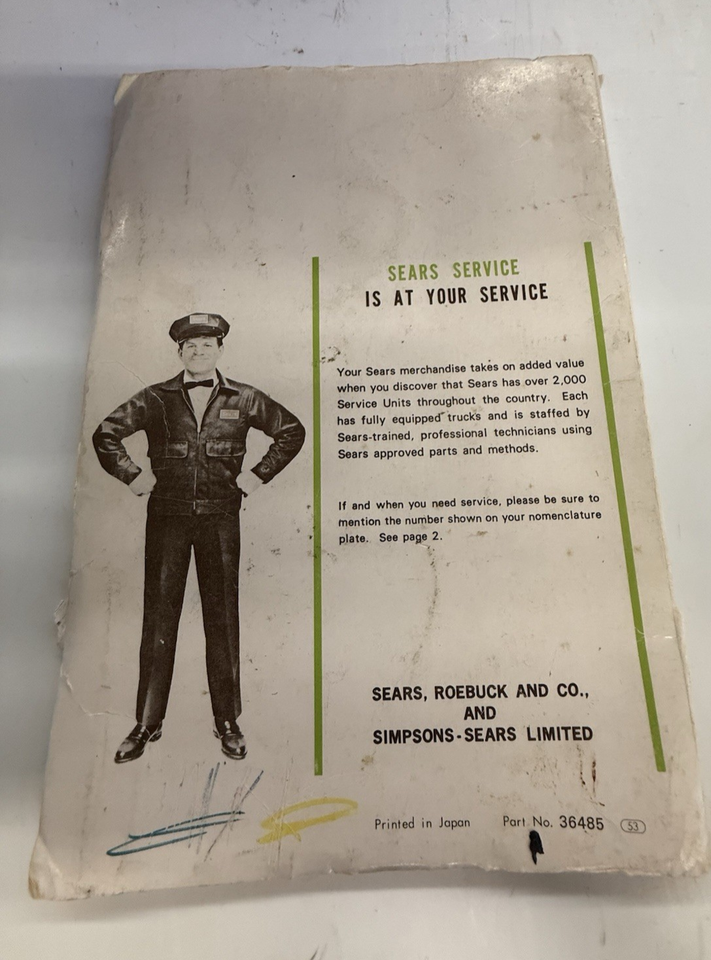 SEARS SERVICE
IS AT YOUR SERVICE
Your Sears merchandise takes on added value
when you discover that Sears has over 2,000
Service Units throughout the country. Each
has fully equipped trucks and is staffed by
Sears-trained, professional technicians using
Sears approved parts and methods.
If and when you need service, please be sure to
mention the number shown on your nomenclature
plate. See page 2.
SEARS, ROEBUCK AND CO.,
AND
SIMPSONS-SEARS LIMITED
Printed in Japan Part No. 36485 53